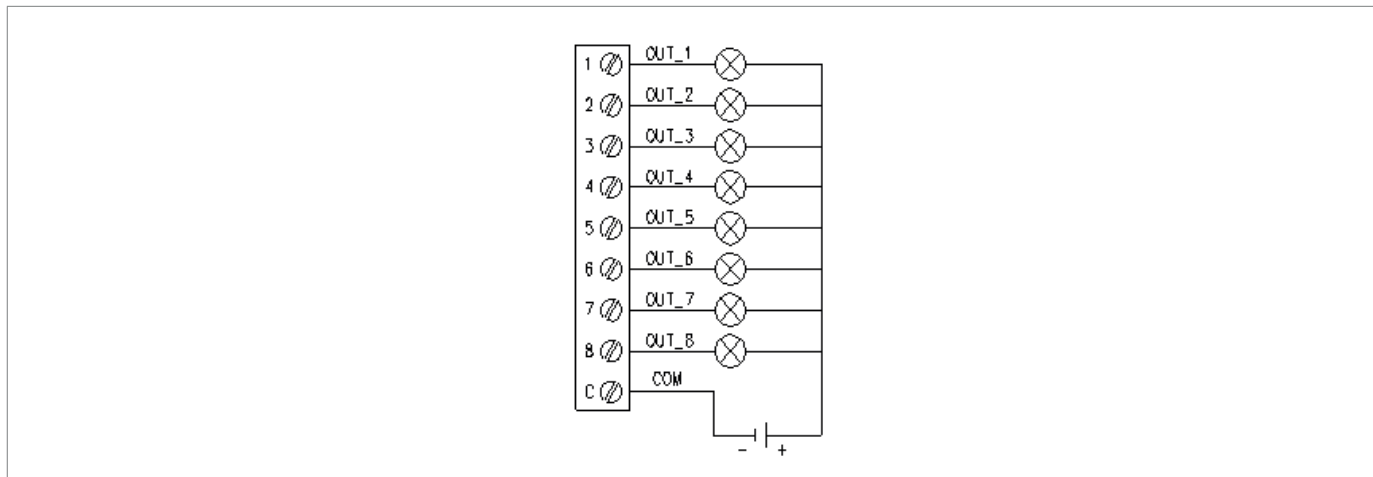 1 OUT_1
2 OUT_2
3 OUT_3
4 OUT_4
5 OUT_5
6 OUT_6
7 OUT_7
8 OUT_8
C COM
- +